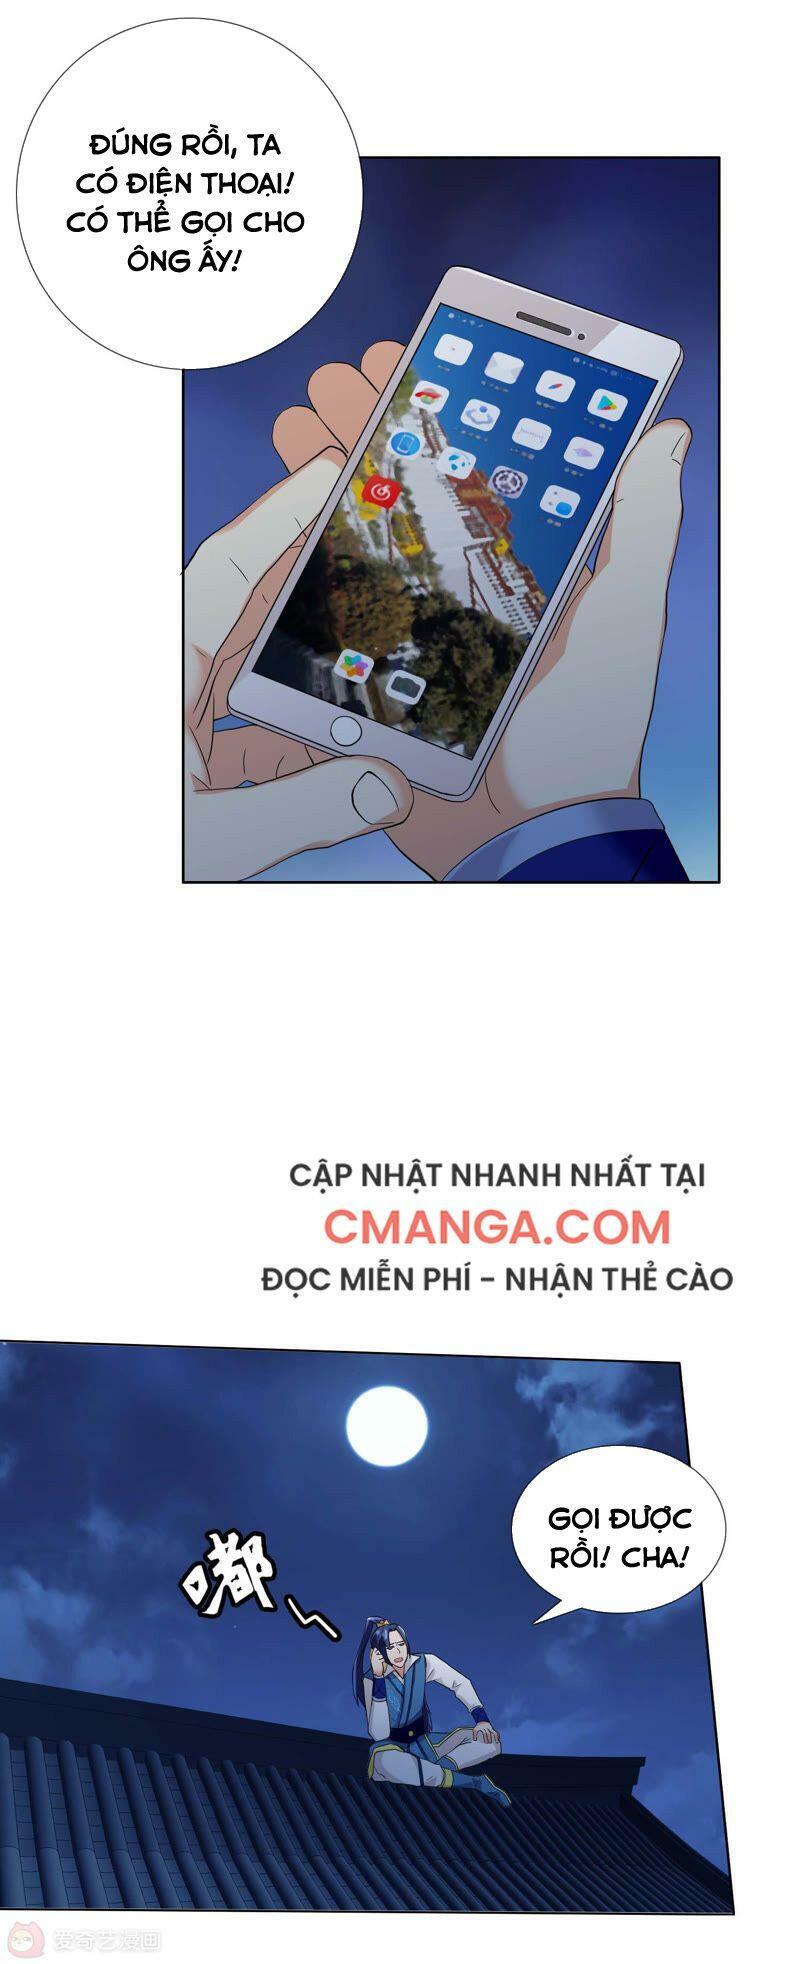 ĐÚNG RỒI, TA
CÓ ĐIỆN THOẠI!
CÓ THỂ GỌI CHO
ÔNG ẤY!
CẬP NHẬT NHANH NHẤT TẠI
CMANGA.COM
ĐỌC MIỄN PHÍ - NHẬN THẺ CÀO
GỌI ĐƯỢC
RỒI! CHA!
嘟
爱奇艺漫画